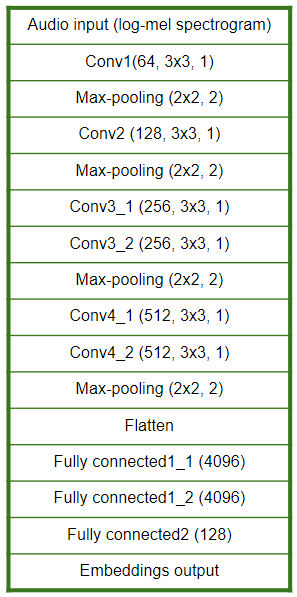 Audio input (log-mel spectrogram)
Conv1(64, 3x3, 1)
Max-pooling (2x2, 2)
Conv2 (128, 3x3, 1)
Max-pooling (2x2, 2)
Conv3_1 (256, 3x3, 1)
Conv3_2 (256, 3x3, 1)
Max-pooling (2x2, 2)
Conv4_1 (512, 3x3, 1)
Conv4_2 (512, 3x3, 1)
Max-pooling (2x2, 2)
Flatten
Fully connected1_1 (4096)
Fully connected1_2 (4096)
Fully connected2 (128)
Embeddings output